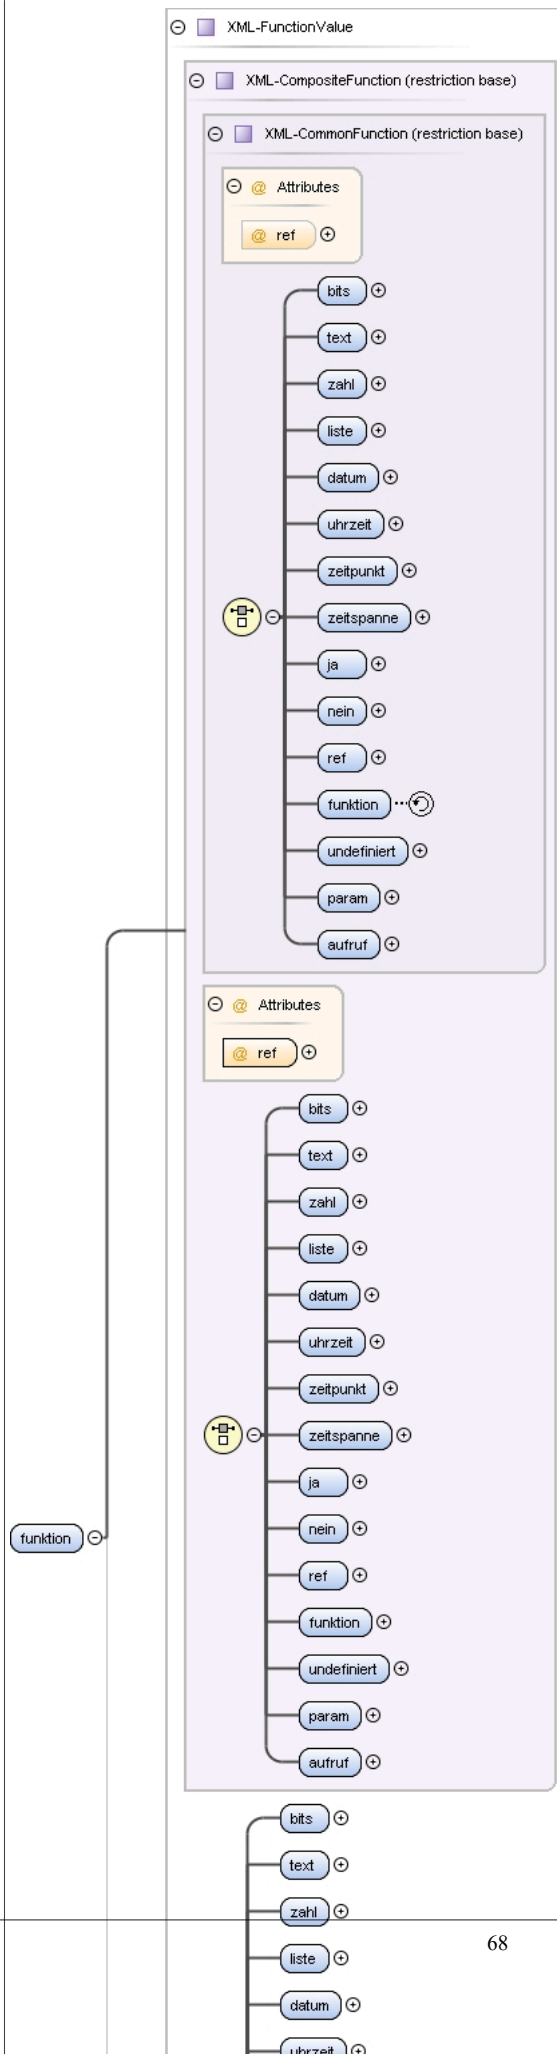 XML-FunctionValue
XML-CompositeFunction (restriction base)
XML-CommonFunction (restriction base)
@ Attributes
@ ref
bits
text
zahl
liste
datum
uhrzeit
zeitpunkt
zeitspanne
ja
nein
ref
funktion
undefiniert
param
aufruf
@ Attributes
@ ref
bits
text
zahl
liste
datum
uhrzeit
zeitpunkt
zeitspanne
ja
nein
funktion
ref
funktion
undefiniert
param
aufruf
bits
text
zahl
68
liste
datum
uhrzeit